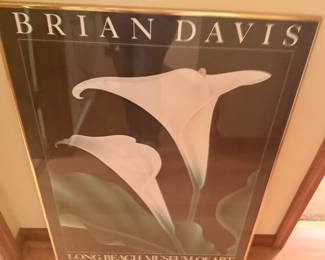 BRIAN DAVIS
LONG BEACH MUSEUM OF ART